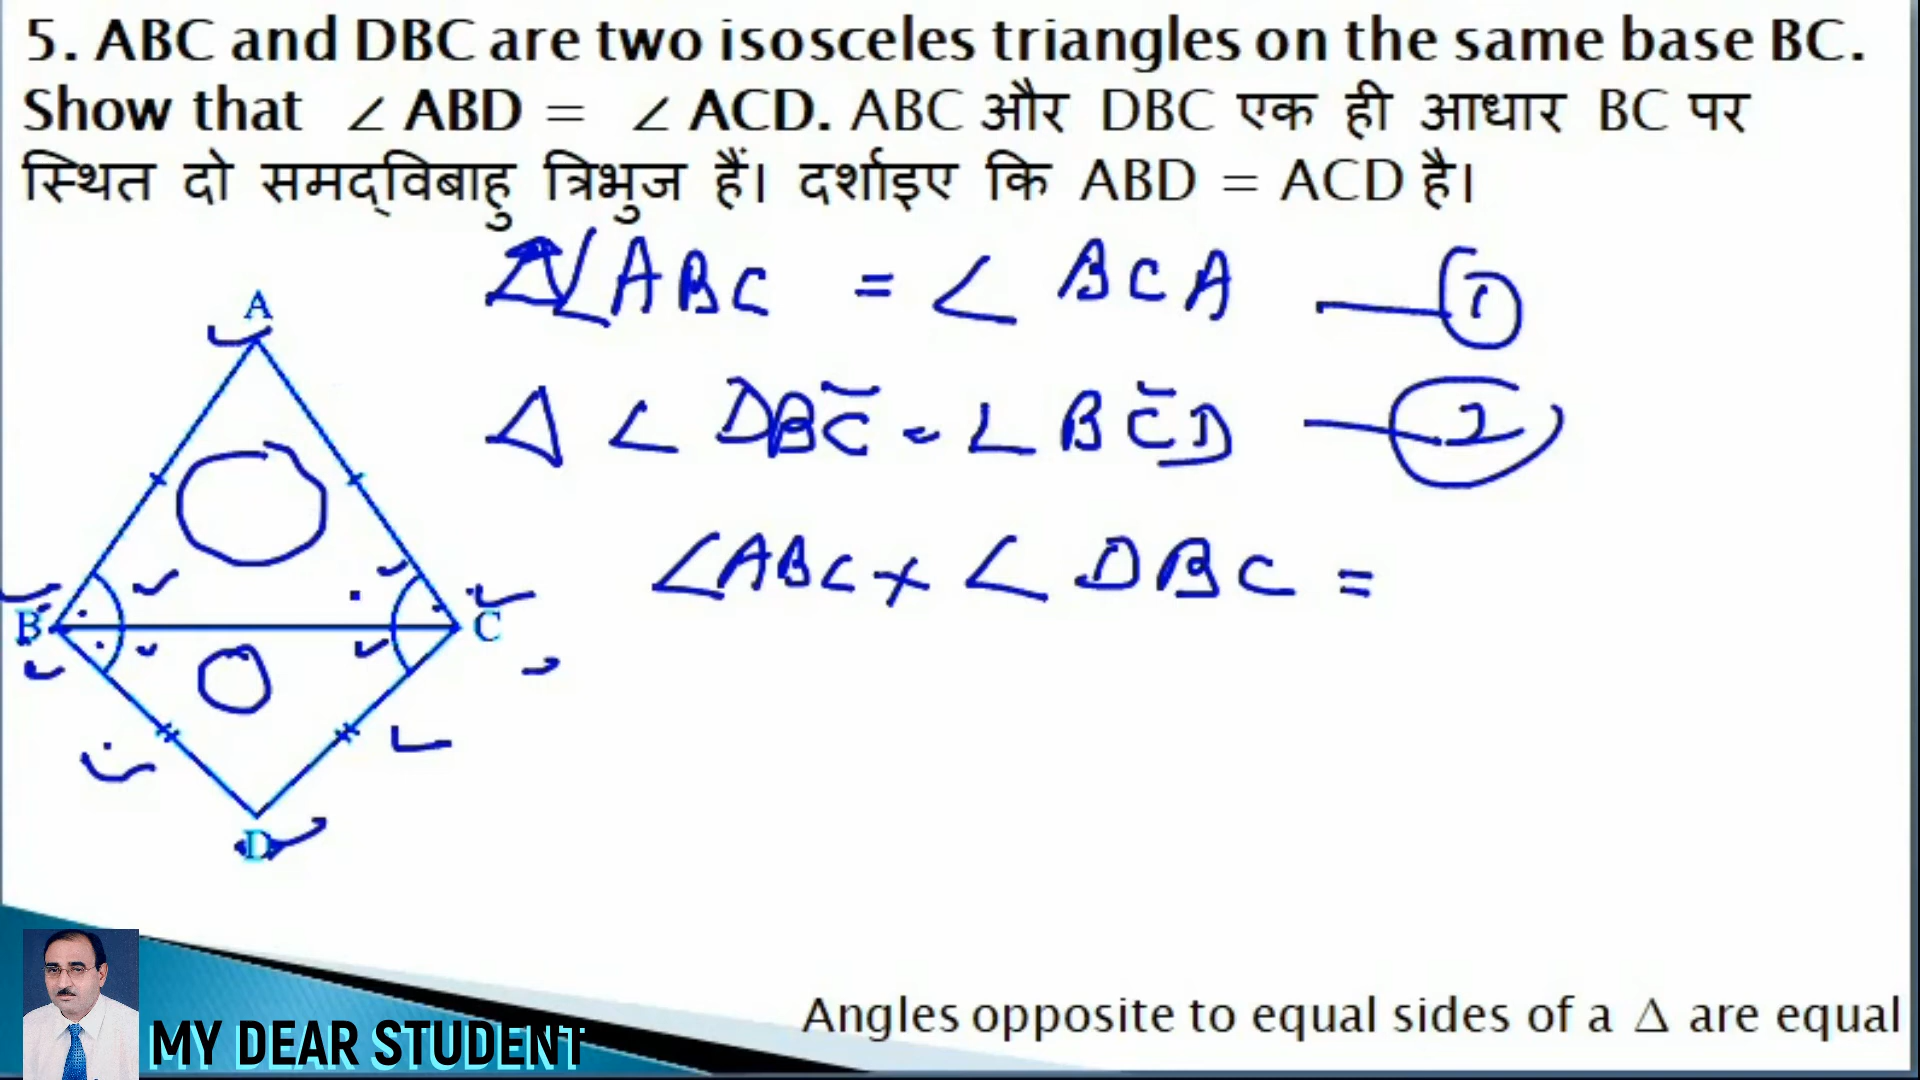 5. ABC and DBC are two isosceles triangles on the same base BC.
Show that ∠ ABD = ∠ ACD. ABC और DBC एक ही आधार BC पर
स्थित दो समद्विबाहु त्रिभुज हैं। दर्शाइए कि ABD = ACD है।
∠ABC = ∠ BCA — 1
Δ ∠ DBC = ∠ BCD — 2
∠ABC + ∠ DBC =
A
B
C
D
Angles opposite to equal sides of a Δ are equal
MY DEAR STUDENT